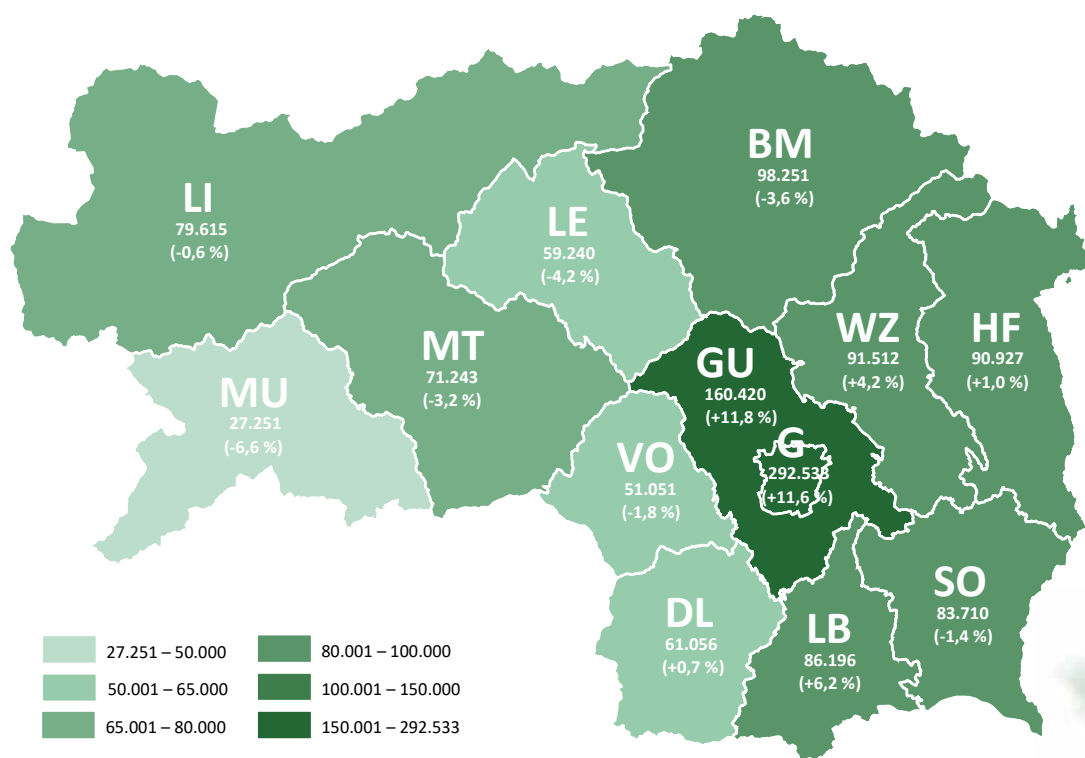 BM
98.251
(-3,6 %)
LI
79.615
(-0,6 %)
LE
59.240
(-4,2 %)
WZ
91.512
(+4,2 %)
HF
90.927
(+1,0 %)
MT
71.243
(-3,2 %)
GU
160.420
(+11,8 %)
MU
27.251
(-6,6 %)
G
292.533
(+11,6 %)
VO
51.051
(-1,8 %)
SO
83.710
(-1,4 %)
DL
61.056
(+0,7 %)
LB
86.196
(+6,2 %)
27.251 – 50.000
50.001 – 65.000
65.001 – 80.000
80.001 – 100.000
100.001 – 150.000
150.001 – 292.533